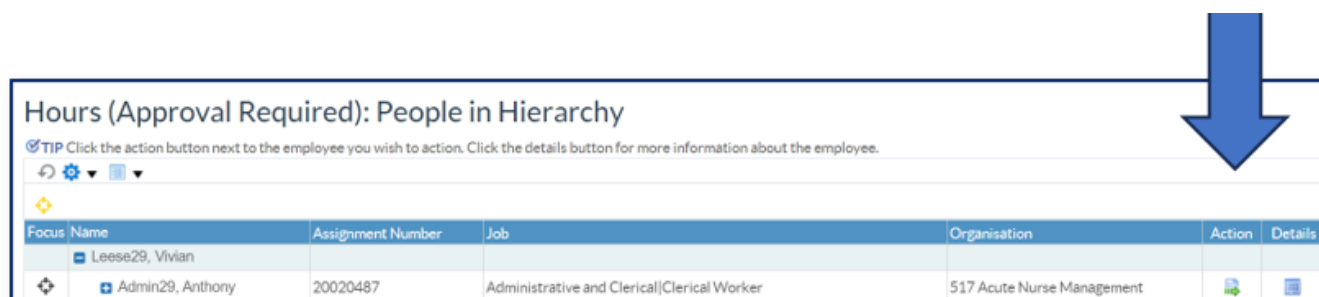 Hours (Approval Required): People in Hierarchy
TIP Click the action button next to the employee you wish to action. Click the details button for more information about the employee.
Focus Name Assignment Number Job Organisation Action Details
Leese29, Vivian
Admin29, Anthony 20020487 Administrative and Clerical|Clerical Worker 517 Acute Nurse Management